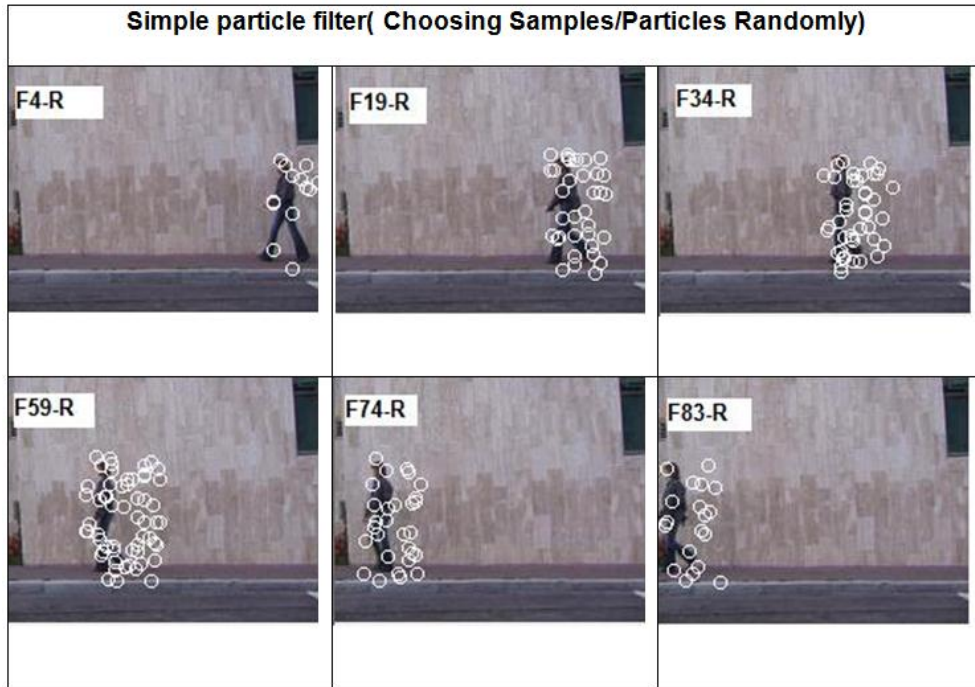 Simple particle filter( Choosing Samples/Particles Randomly)
F4-R
F19-R
F34-R
F59-R
F74-R
F83-R